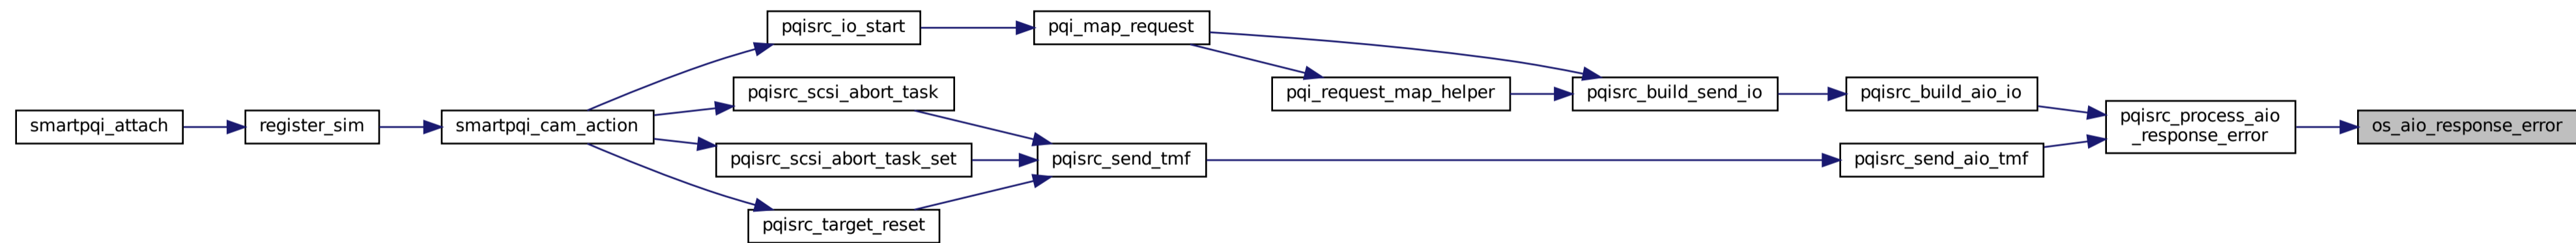 smartpqi_attach
register_sim
smartpqi_cam_action
pqisrc_io_start
pqisrc_scsi_abort_task
pqisrc_scsi_abort_task_set
pqisrc_target_reset
pqi_map_request
pqisrc_send_tmf
pqi_request_map_helper
pqisrc_build_send_io
pqisrc_build_aio_io
pqisrc_send_aio_tmf
pqisrc_process_aio
_response_error
os_aio_response_error